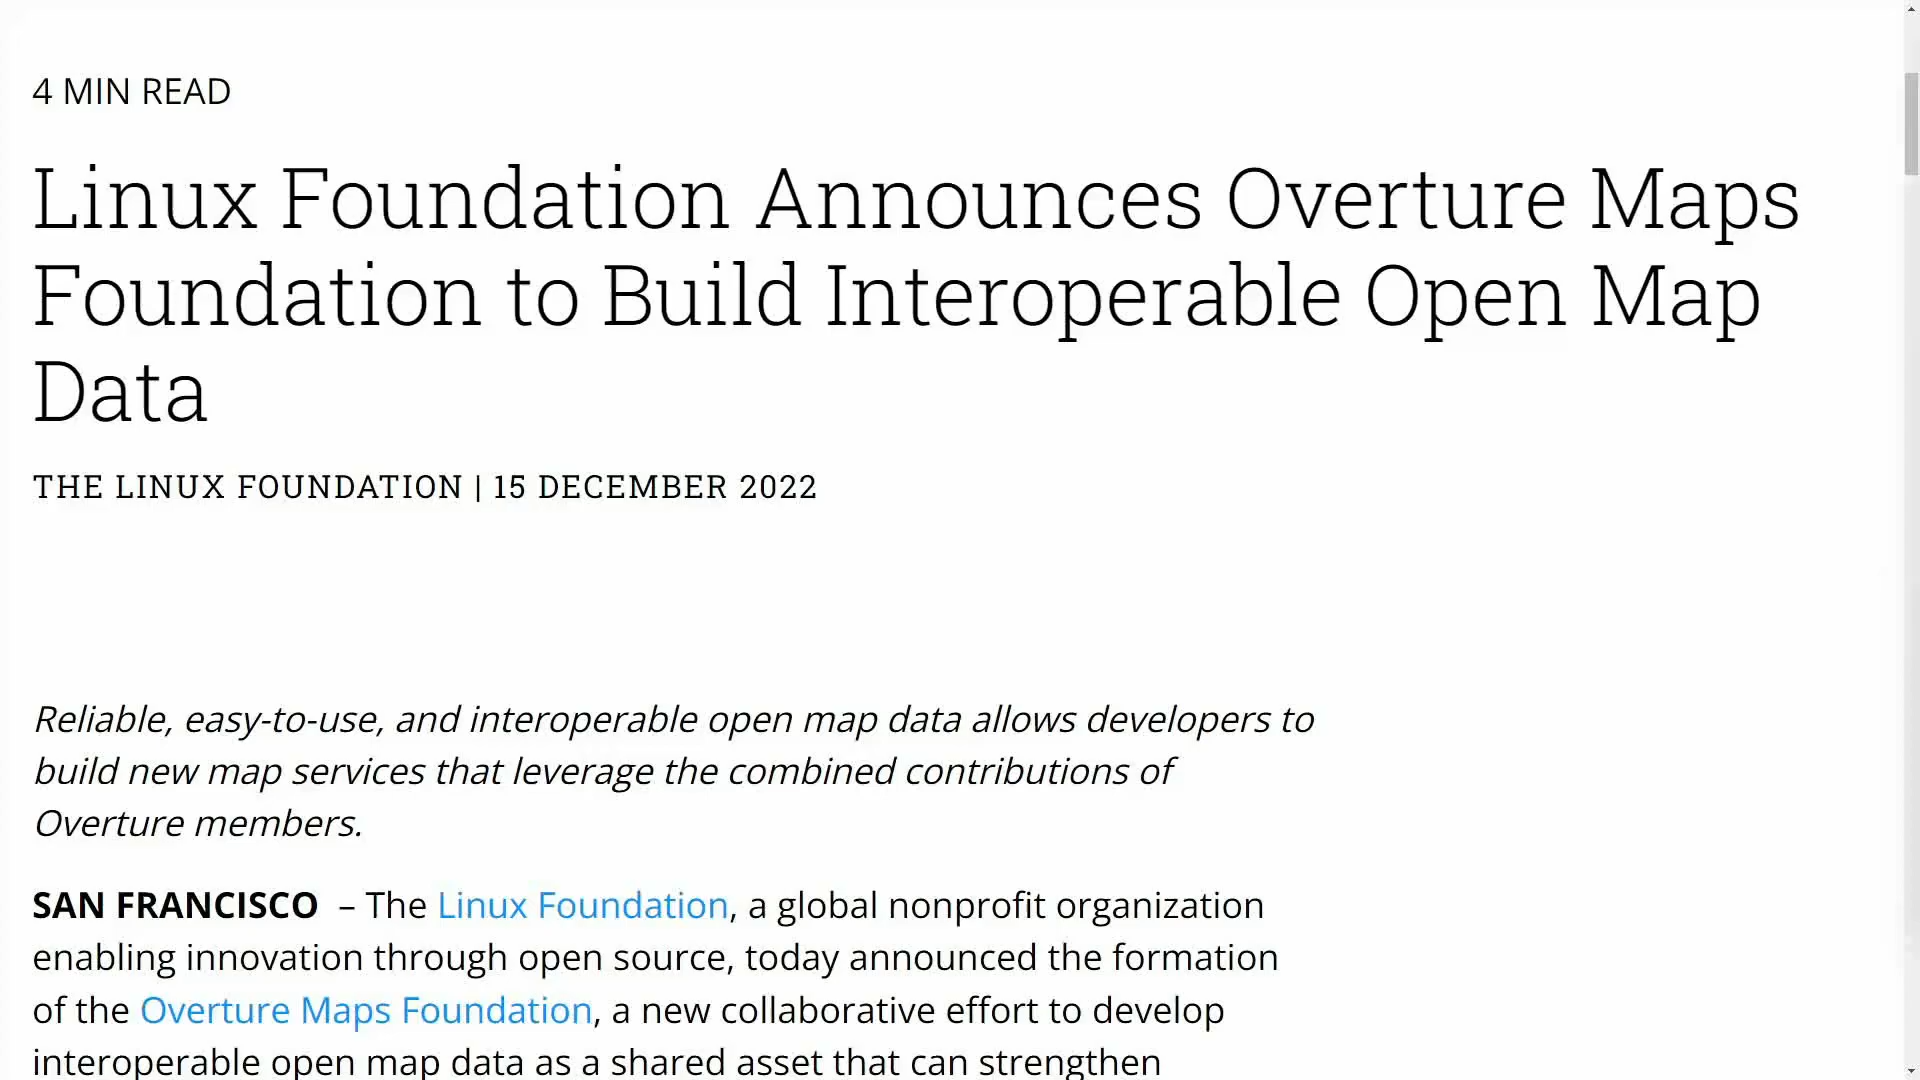 4 MIN READ
Linux Foundation Announces Overture Maps
Foundation to Build Interoperable Open Map
Data
THE LINUX FOUNDATION | 15 DECEMBER 2022
Reliable, easy-to-use, and interoperable open map data allows developers to
build new map services that leverage the combined contributions of
Overture members.
SAN FRANCISCO – The Linux Foundation, a global nonprofit organization
enabling innovation through open source, today announced the formation
of the Overture Maps Foundation, a new collaborative effort to develop
interoperable open map data as a shared asset that can strengthen